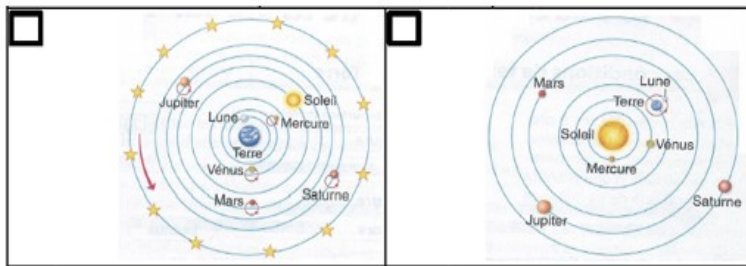 Jupiter
Soleil
Lune
Mercure
Terre
Vénus
Saturne
Mars
Mars
Lune
Terre
Soleil
Vénus
Mercure
Saturne
Jupiter